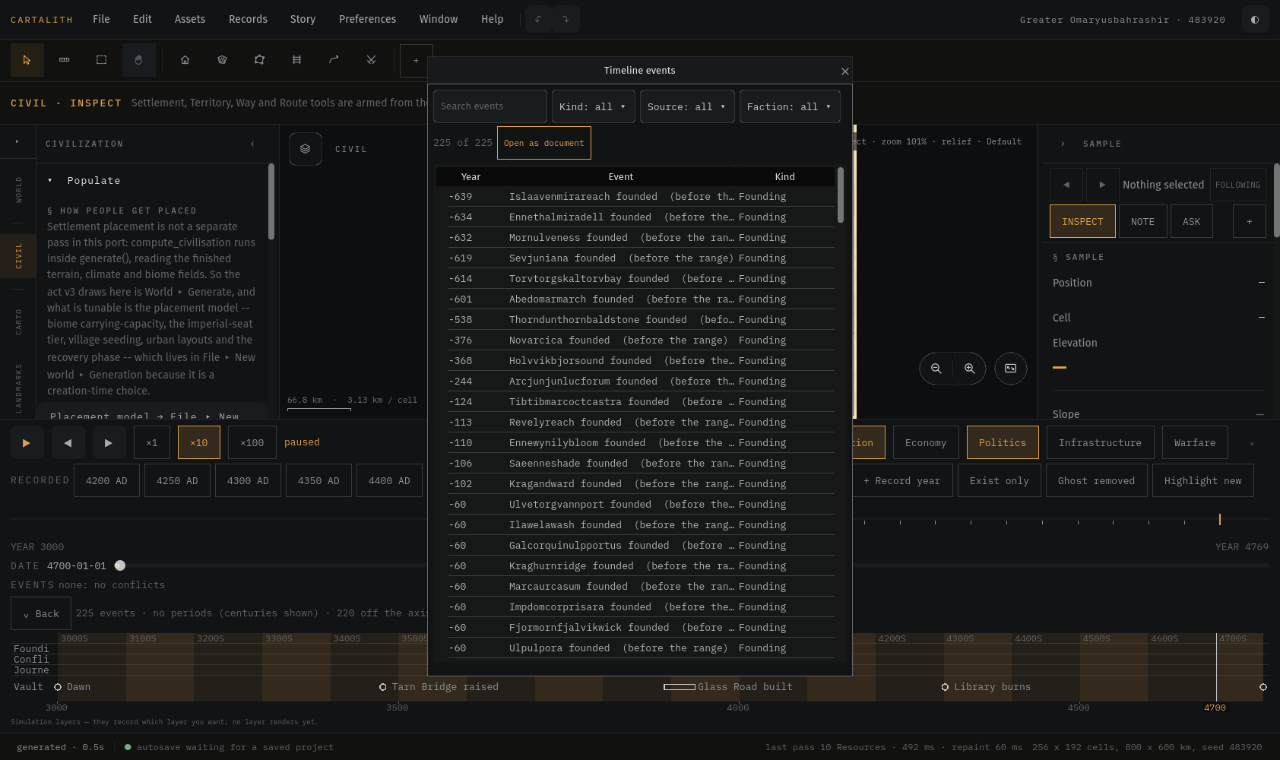 CARTALITH File Edit Assets Records Story Preferences Window Help Greater Omaryusbahrashir · 483920
+
CIVIL · INSPECT Settlement, Territory, Way and Route tools are armed from th
Timeline events ×
Search events Kind: all ▾ Source: all ▾ Faction: all ▾
225 of 225 Open as document
Year Event Kind
-639 Islaavenmirareach founded (before th… Founding
-634 Ennethalmiradell founded (before the… Founding
-632 Mornulveness founded (before the ran… Founding
-619 Sevjuniana founded (before the range) Founding
-614 Torvtorgskaltorvbay founded (before … Founding
-601 Abedomarmarch founded (before the ra… Founding
-538 Thorndunthornbaldstone founded (befo… Founding
-376 Novarcica founded (before the range) Founding
-368 Holvvikbjorsound founded (before the… Founding
-244 Arcjunjunlucforum founded (before th… Founding
-124 Tibtibmarcoctcastra founded (before … Founding
-113 Revelyreach founded (before the rang… Founding
-110 Ennewynilybloom founded (before the … Founding
-106 Saeenneshade founded (before the ran… Founding
-102 Kragandward founded (before the rang… Founding
-60 Ulvetorgvannport founded (before the… Founding
-60 Ilawelawash founded (before the rang… Founding
-60 Galcorquinulpportus founded (before … Founding
-60 Kraghurnridge founded (before the ra… Founding
-60 Marcaurcasum founded (before the ran… Founding
-60 Impdomcorprisara founded (before the… Founding
-60 Fjormornfjalvikwick founded (before … Founding
-60 Ulpulpora founded (before the range) Founding
WORLD
CIVIL
CARTO
LANDMARKS
CIVILIZATION ‹
▾ Populate
§ HOW PEOPLE GET PLACED
Settlement placement is not a separate
pass in this port: compute_civilisation runs
inside generate(), reading the finished
terrain, climate and biome fields. So the
act v3 draws here is World ▸ Generate, and
what is tunable is the placement model --
biome carrying-capacity, the imperial-seat
tier, village seeding, urban layouts and the
recovery phase -- which lives in File ▸ New
world ▸ Generation because it is a
creation-time choice.
Placement model → File ▸ New
CIVIL
66.8 km · 3.13 km / cell
ct · zoom 101% · relief · Default
› SAMPLE
◀ ▶ Nothing selected FOLLOWING
INSPECT NOTE ASK +
§ SAMPLE
Position —
Cell —
Elevation
Slope —
▶ ◀ ▶ ×1 ×10 ×100 paused
tion Economy Politics Infrastructure Warfare
RECORDED 4200 AD 4250 AD 4300 AD 4350 AD 4400 AD
+ Record year Exist only Ghost removed Highlight new
YEAR 3000 YEAR 4769
DATE 4700-01-01
EVENTS none: no conflicts
⌄ Back 225 events · no periods (centuries shown) · 220 off the axi
3000S 3100S 3200S 3300S 3400S 3500S 4200S 4300S 4400S 4500S 4600S 4700S
Foundi
Confli
Journe
Vault Dawn Tarn Bridge raised Glass Road built Library burns
3000 3500 4000 4500 4700
Simulation layers — they record which layer you want; no layer renders yet.
generated · 0.5s autosave waiting for a saved project last pass 10 Resources · 492 ms · repaint 60 ms 256 x 192 cells, 800 x 600 km, seed 483920